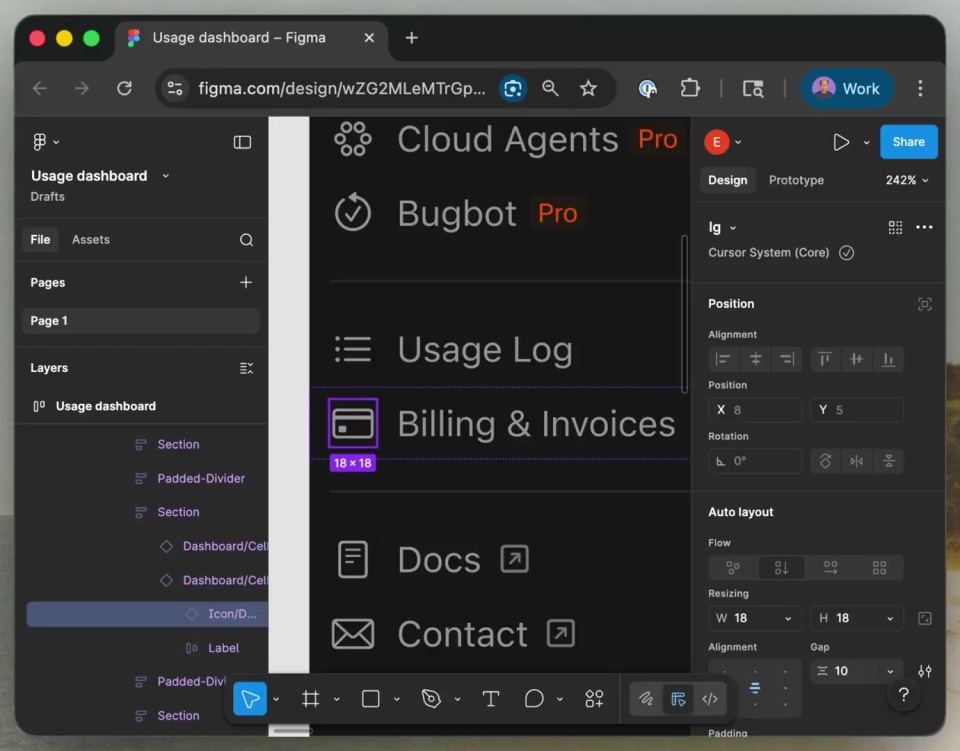 Usage dashboard – Figma
figma.com/design/wZG2MLeMTrGp...
Work
Usage dashboard
Drafts
File
Assets
Pages
Page 1
Layers
Usage dashboard
Section
Padded-Divider
Section
Dashboard/Cell
Dashboard/Cell
Icon/D...
Label
Padded-Divi
Section
Cloud Agents Pro
Bugbot Pro
Usage Log
Billing & Invoices
18 × 18
Docs
Contact
E
Share
Design
Prototype
242%
lg
Cursor System (Core)
Position
Alignment
Position
X 8
Y 5
Rotation
0°
Auto layout
Flow
Resizing
W 18
H 18
Alignment
Gap
10
Padding
?